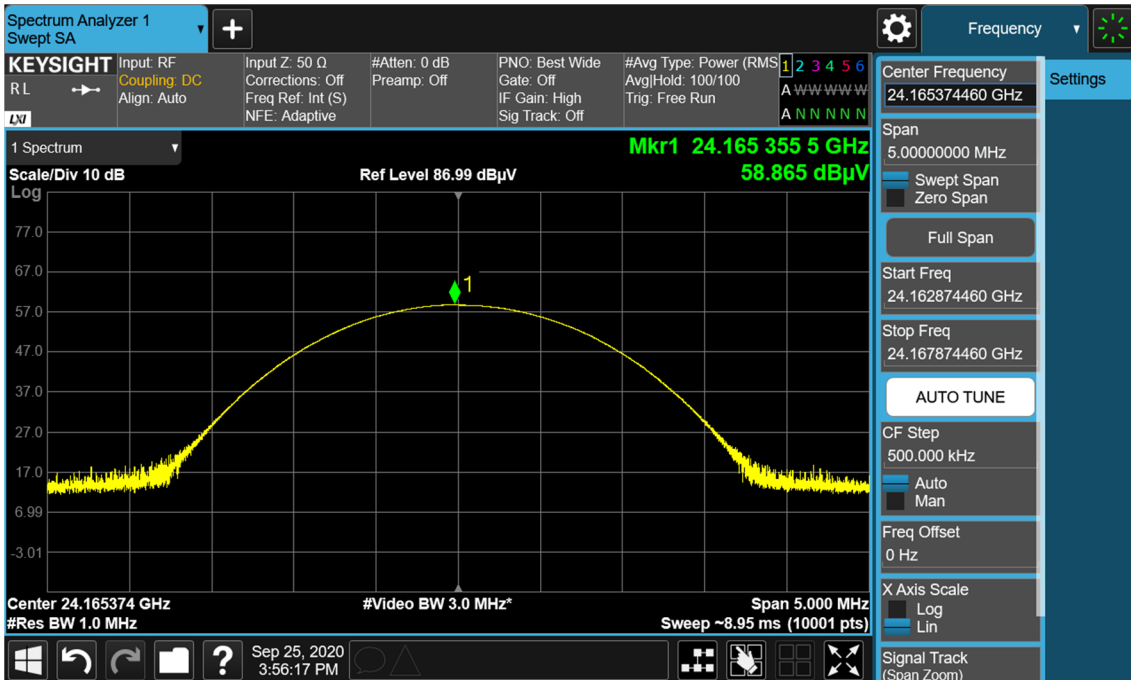 Spectrum Analyzer 1
Swept SA
Frequency
KEYSIGHT
RL
LXI
Input: RF
Coupling: DC
Align: Auto
Input Z: 50 Ω
Corrections: Off
Freq Ref: Int (S)
NFE: Adaptive
#Atten: 0 dB
Preamp: Off
PNO: Best Wide
Gate: Off
IF Gain: High
Sig Track: Off
#Avg Type: Power (RMS
Avg|Hold: 100/100
Trig: Free Run
1 2 3 4 5 6
A W W W W W
A N N N N N
1 Spectrum
Scale/Div 10 dB
Log
Ref Level 86.99 dBµV
Mkr1 24.165 355 5 GHz
58.865 dBµV
1
77.0
67.0
57.0
47.0
37.0
27.0
17.0
6.99
-3.01
Center 24.165374 GHz
#Video BW 3.0 MHz*
Span 5.000 MHz
#Res BW 1.0 MHz
Sweep ~8.95 ms (10001 pts)
?
Sep 25, 2020
3:56:17 PM
Center Frequency
24.165374460 GHz
Span
5.00000000 MHz
Swept Span
Zero Span
Full Span
Start Freq
24.162874460 GHz
Stop Freq
24.167874460 GHz
AUTO TUNE
CF Step
500.000 kHz
Auto
Man
Freq Offset
0 Hz
X Axis Scale
Log
Lin
Signal Track
(Span Zoom)
Settings